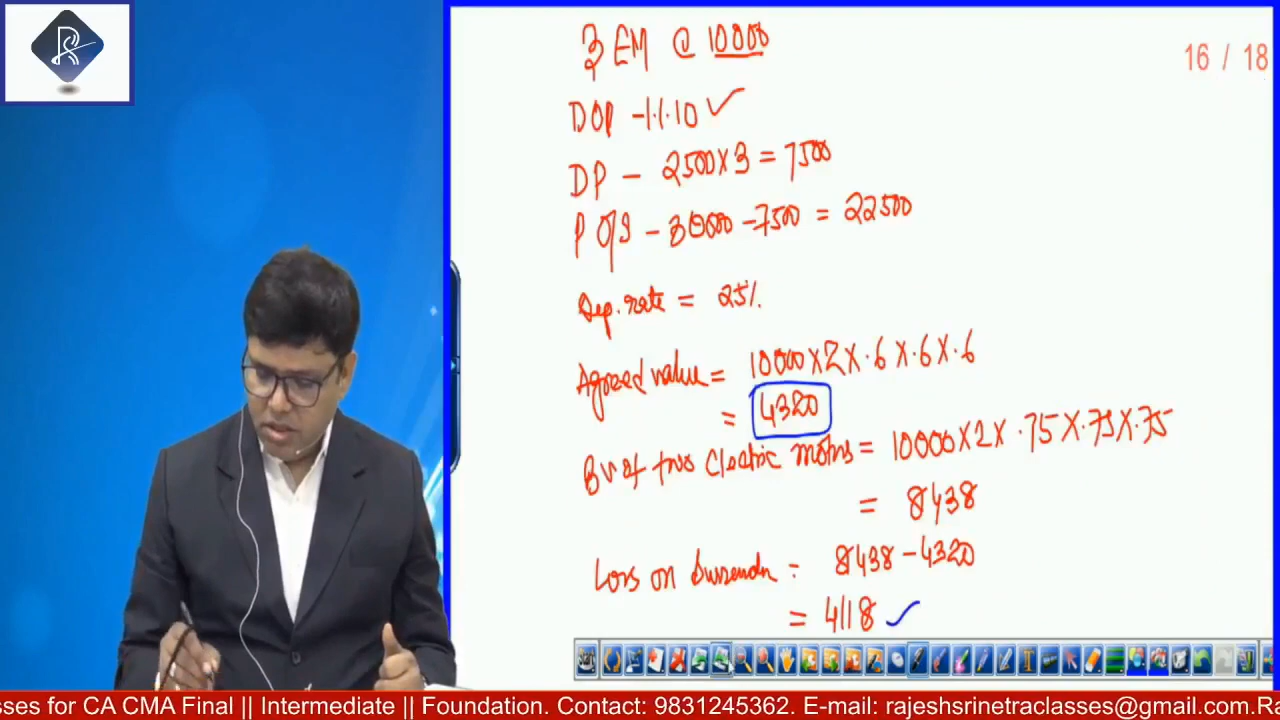 16 / 18
3 EM @ 10000
DOP - 1.1.10 ✓
DP - 2500 × 3 = 7500
P O/S - 30000 - 7500 = 22500
Dep. rate = 25%
Agreed value = 10000 × 2 × .6 × .6 × .6
= 4320
BV of two Electric motors = 10000 × 2 × .75 × .75 × .75
= 8438
Loss on Surrender = 8438 - 4320
= 4118 ✓
sses for CA CMA Final || Intermediate || Foundation. Contact: 9831245362. E-mail: rajeshsrinetraclasses@gmail.com.Ra